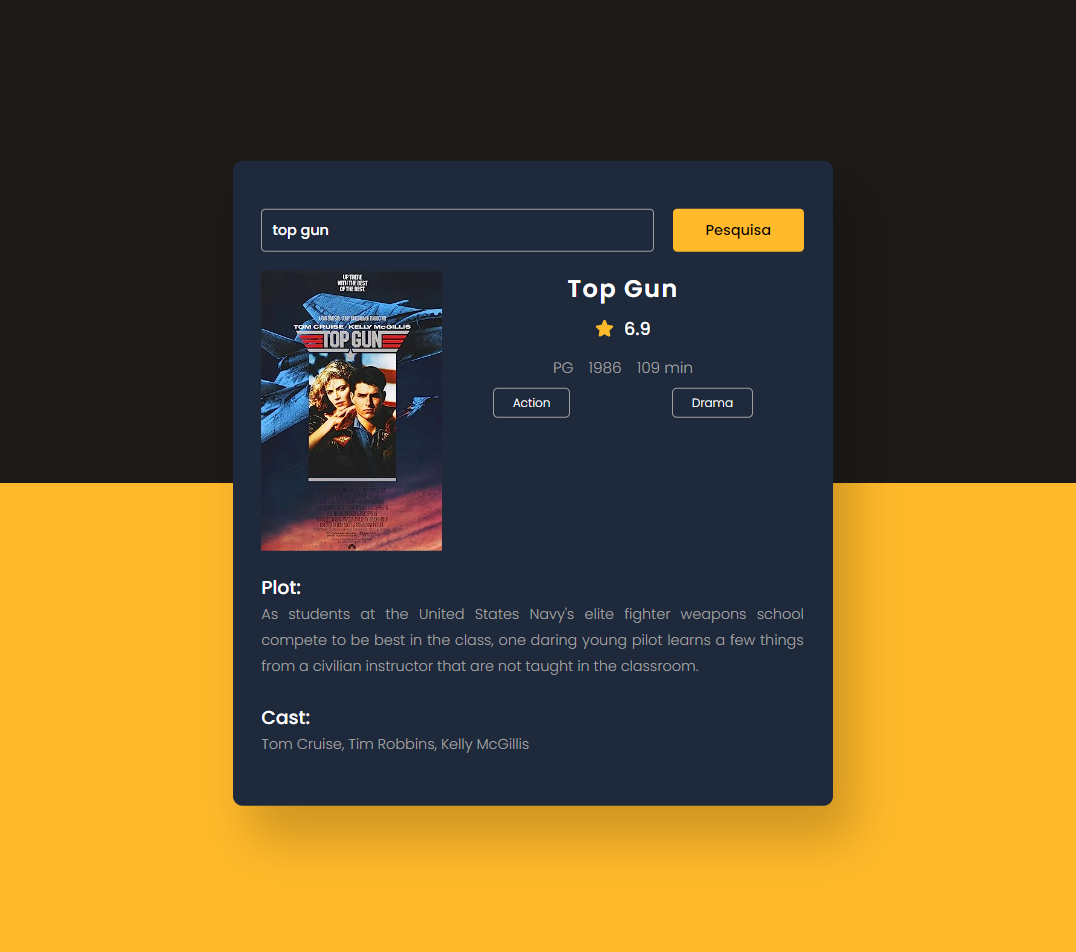 top gun
Pesquisa
UP THERE
WITH THE BEST
OF THE BEST.
TOM CRUISE · KELLY McGILLIS
TOP GUN
Top Gun
6.9
PG 1986 109 min
Action Drama
Plot:
As students at the United States Navy's elite fighter weapons school
compete to be best in the class, one daring young pilot learns a few things
from a civilian instructor that are not taught in the classroom.
Cast:
Tom Cruise, Tim Robbins, Kelly McGillis